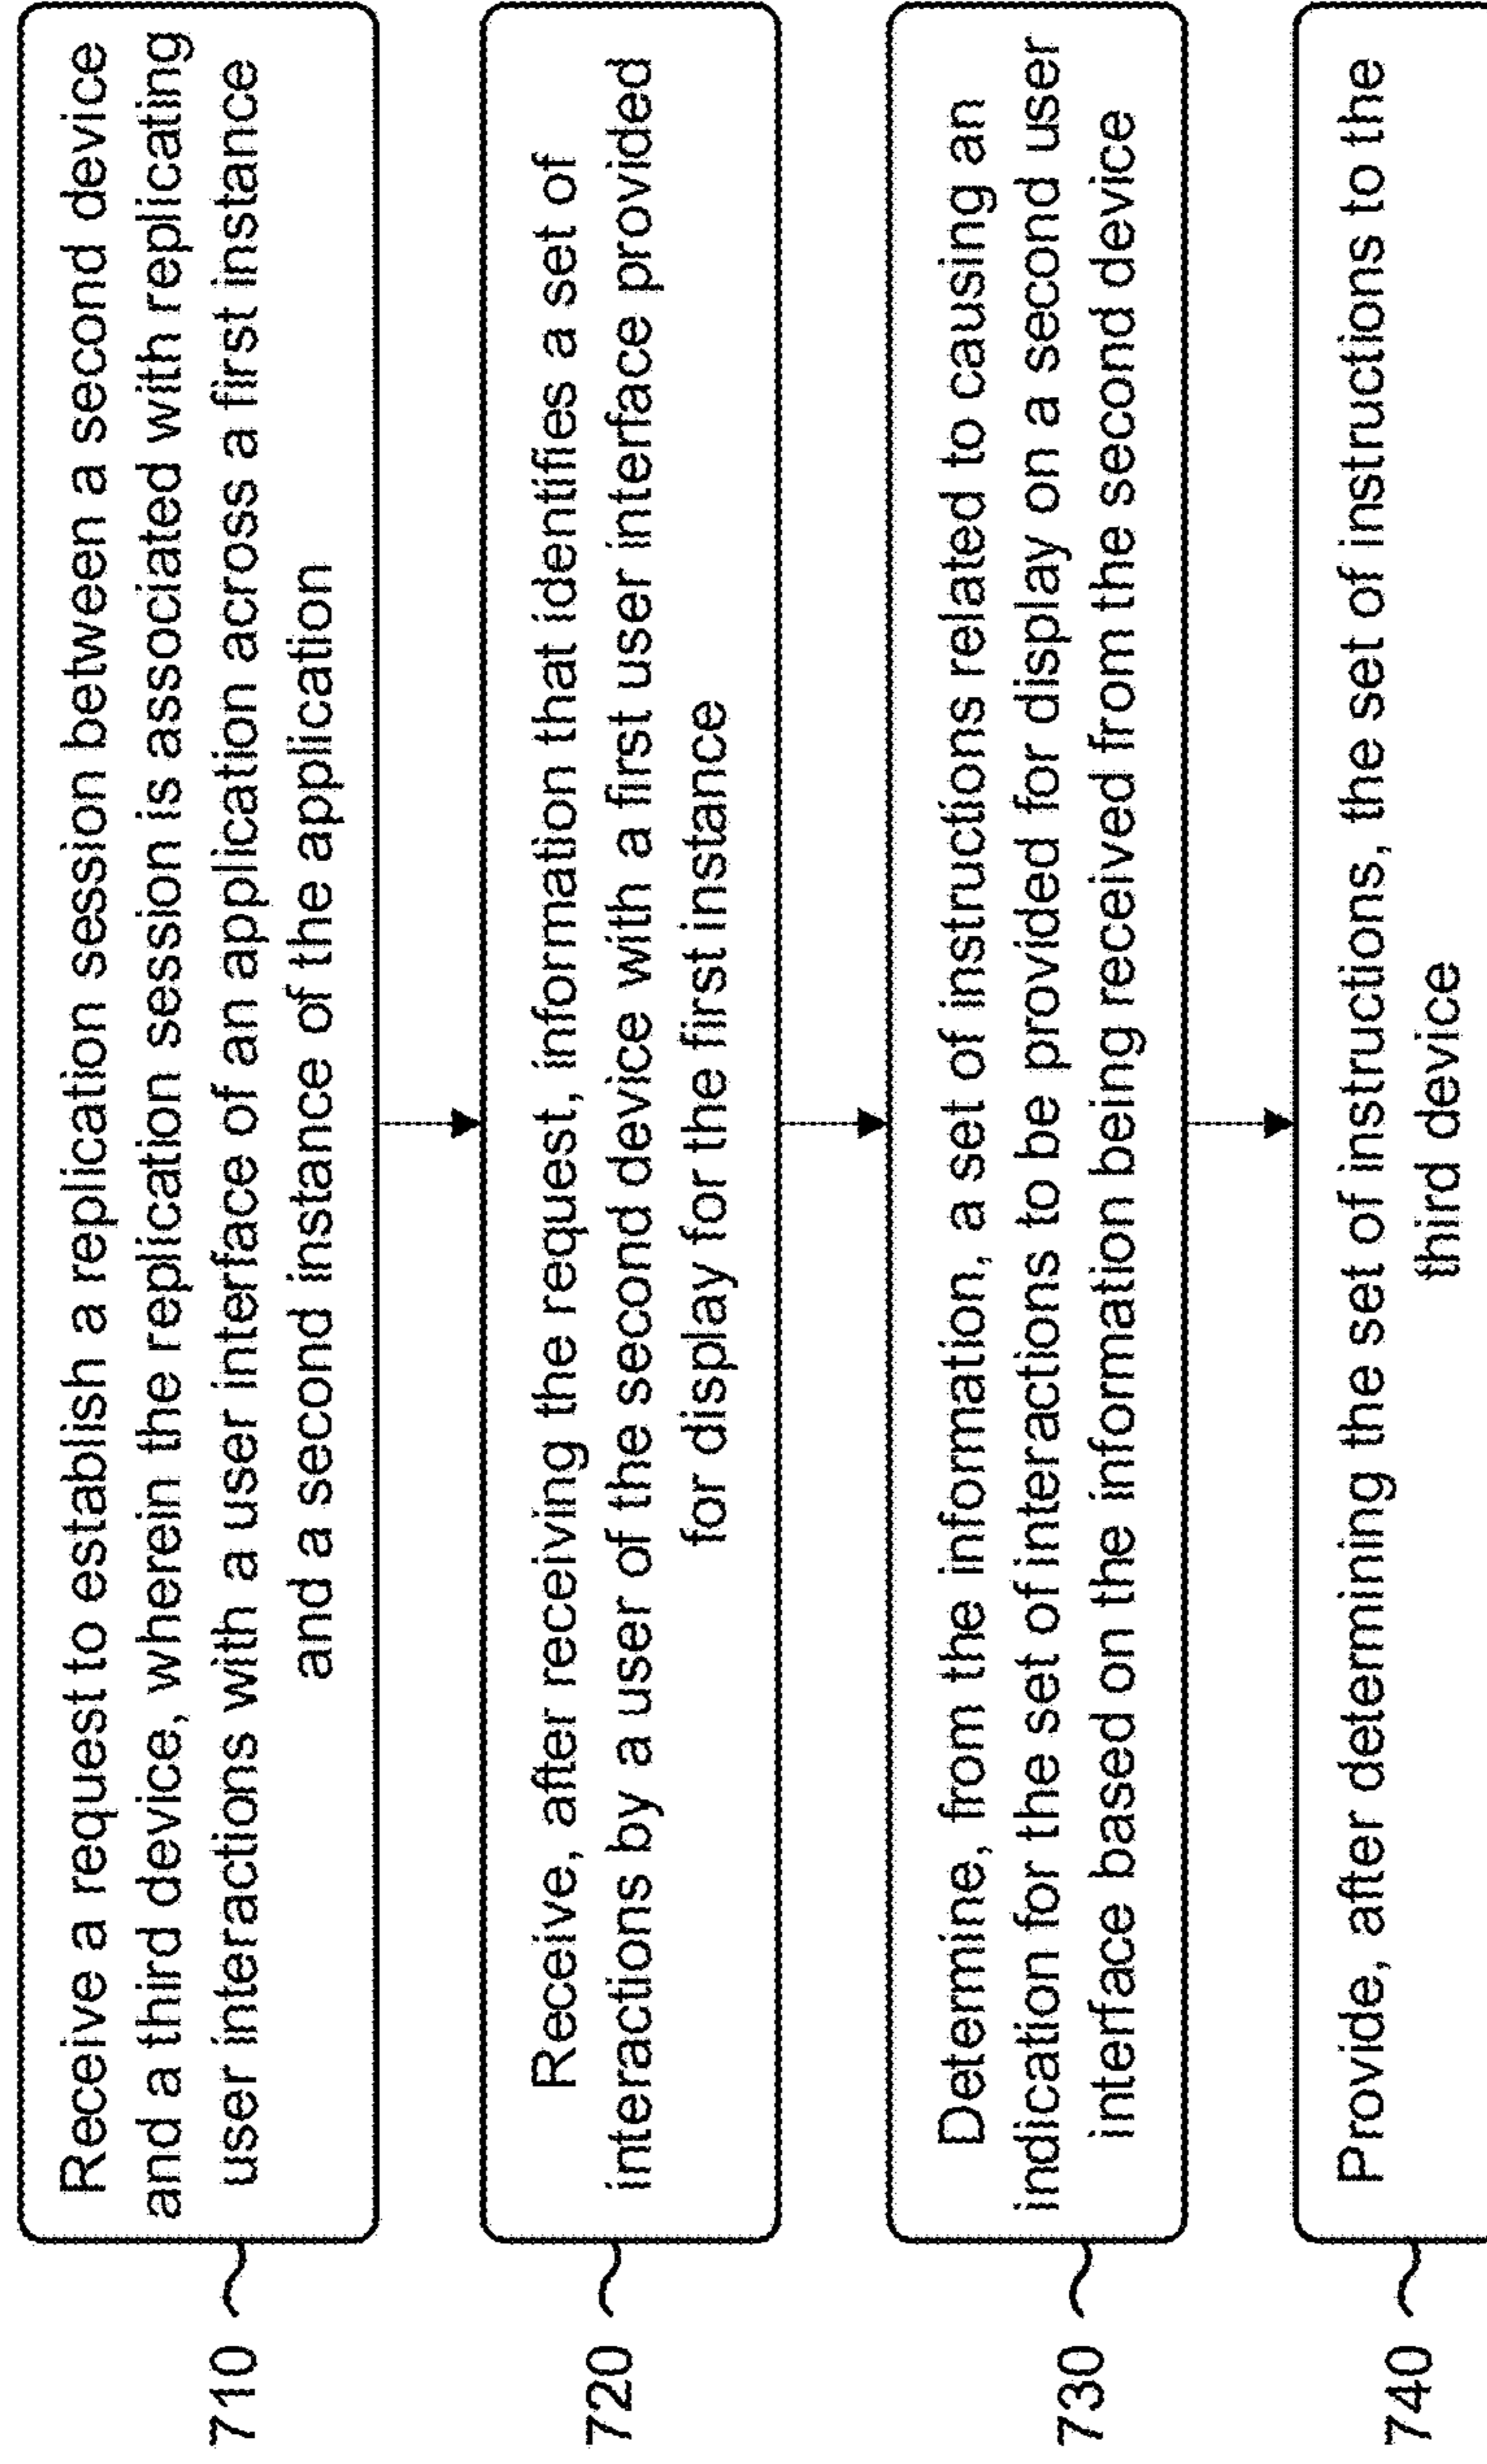 710
Receive a request to establish a replication session between a second device
and a third device, wherein the replication session is associated with replicating
user interactions with a user interface of an application across a first instance
and a second instance of the application
720
Receive, after receiving the request, information that identifies a set of
interactions by a user of the second device with a first user interface provided
for display for the first instance
730
Determine, from the information, a set of instructions related to causing an
indication for the set of interactions to be provided for display on a second user
interface based on the information being received from the second device
740
Provide, after determining the set of instructions, the set of instructions to the
third device